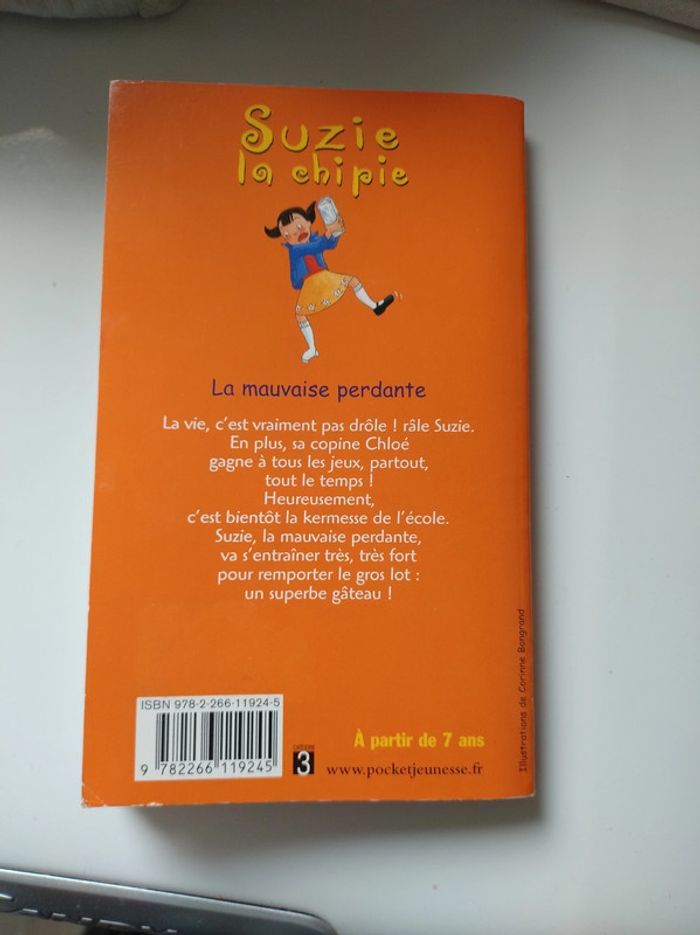 Suzie
la chipie
La mauvaise perdante
La vie, c'est vraiment pas drôle ! râle Suzie.
En plus, sa copine Chloé
gagne à tous les jeux, partout,
tout le temps !
Heureusement,
c'est bientôt la kermesse de l'école.
Suzie, la mauvaise perdante,
va s'entraîner très, très fort
pour remporter le gros lot :
un superbe gâteau !
Illustrations de Corinne Bongrand
ISBN 978-2-266-11924-5
9 782266 119245
3
À partir de 7 ans
www.pocketjeunesse.fr